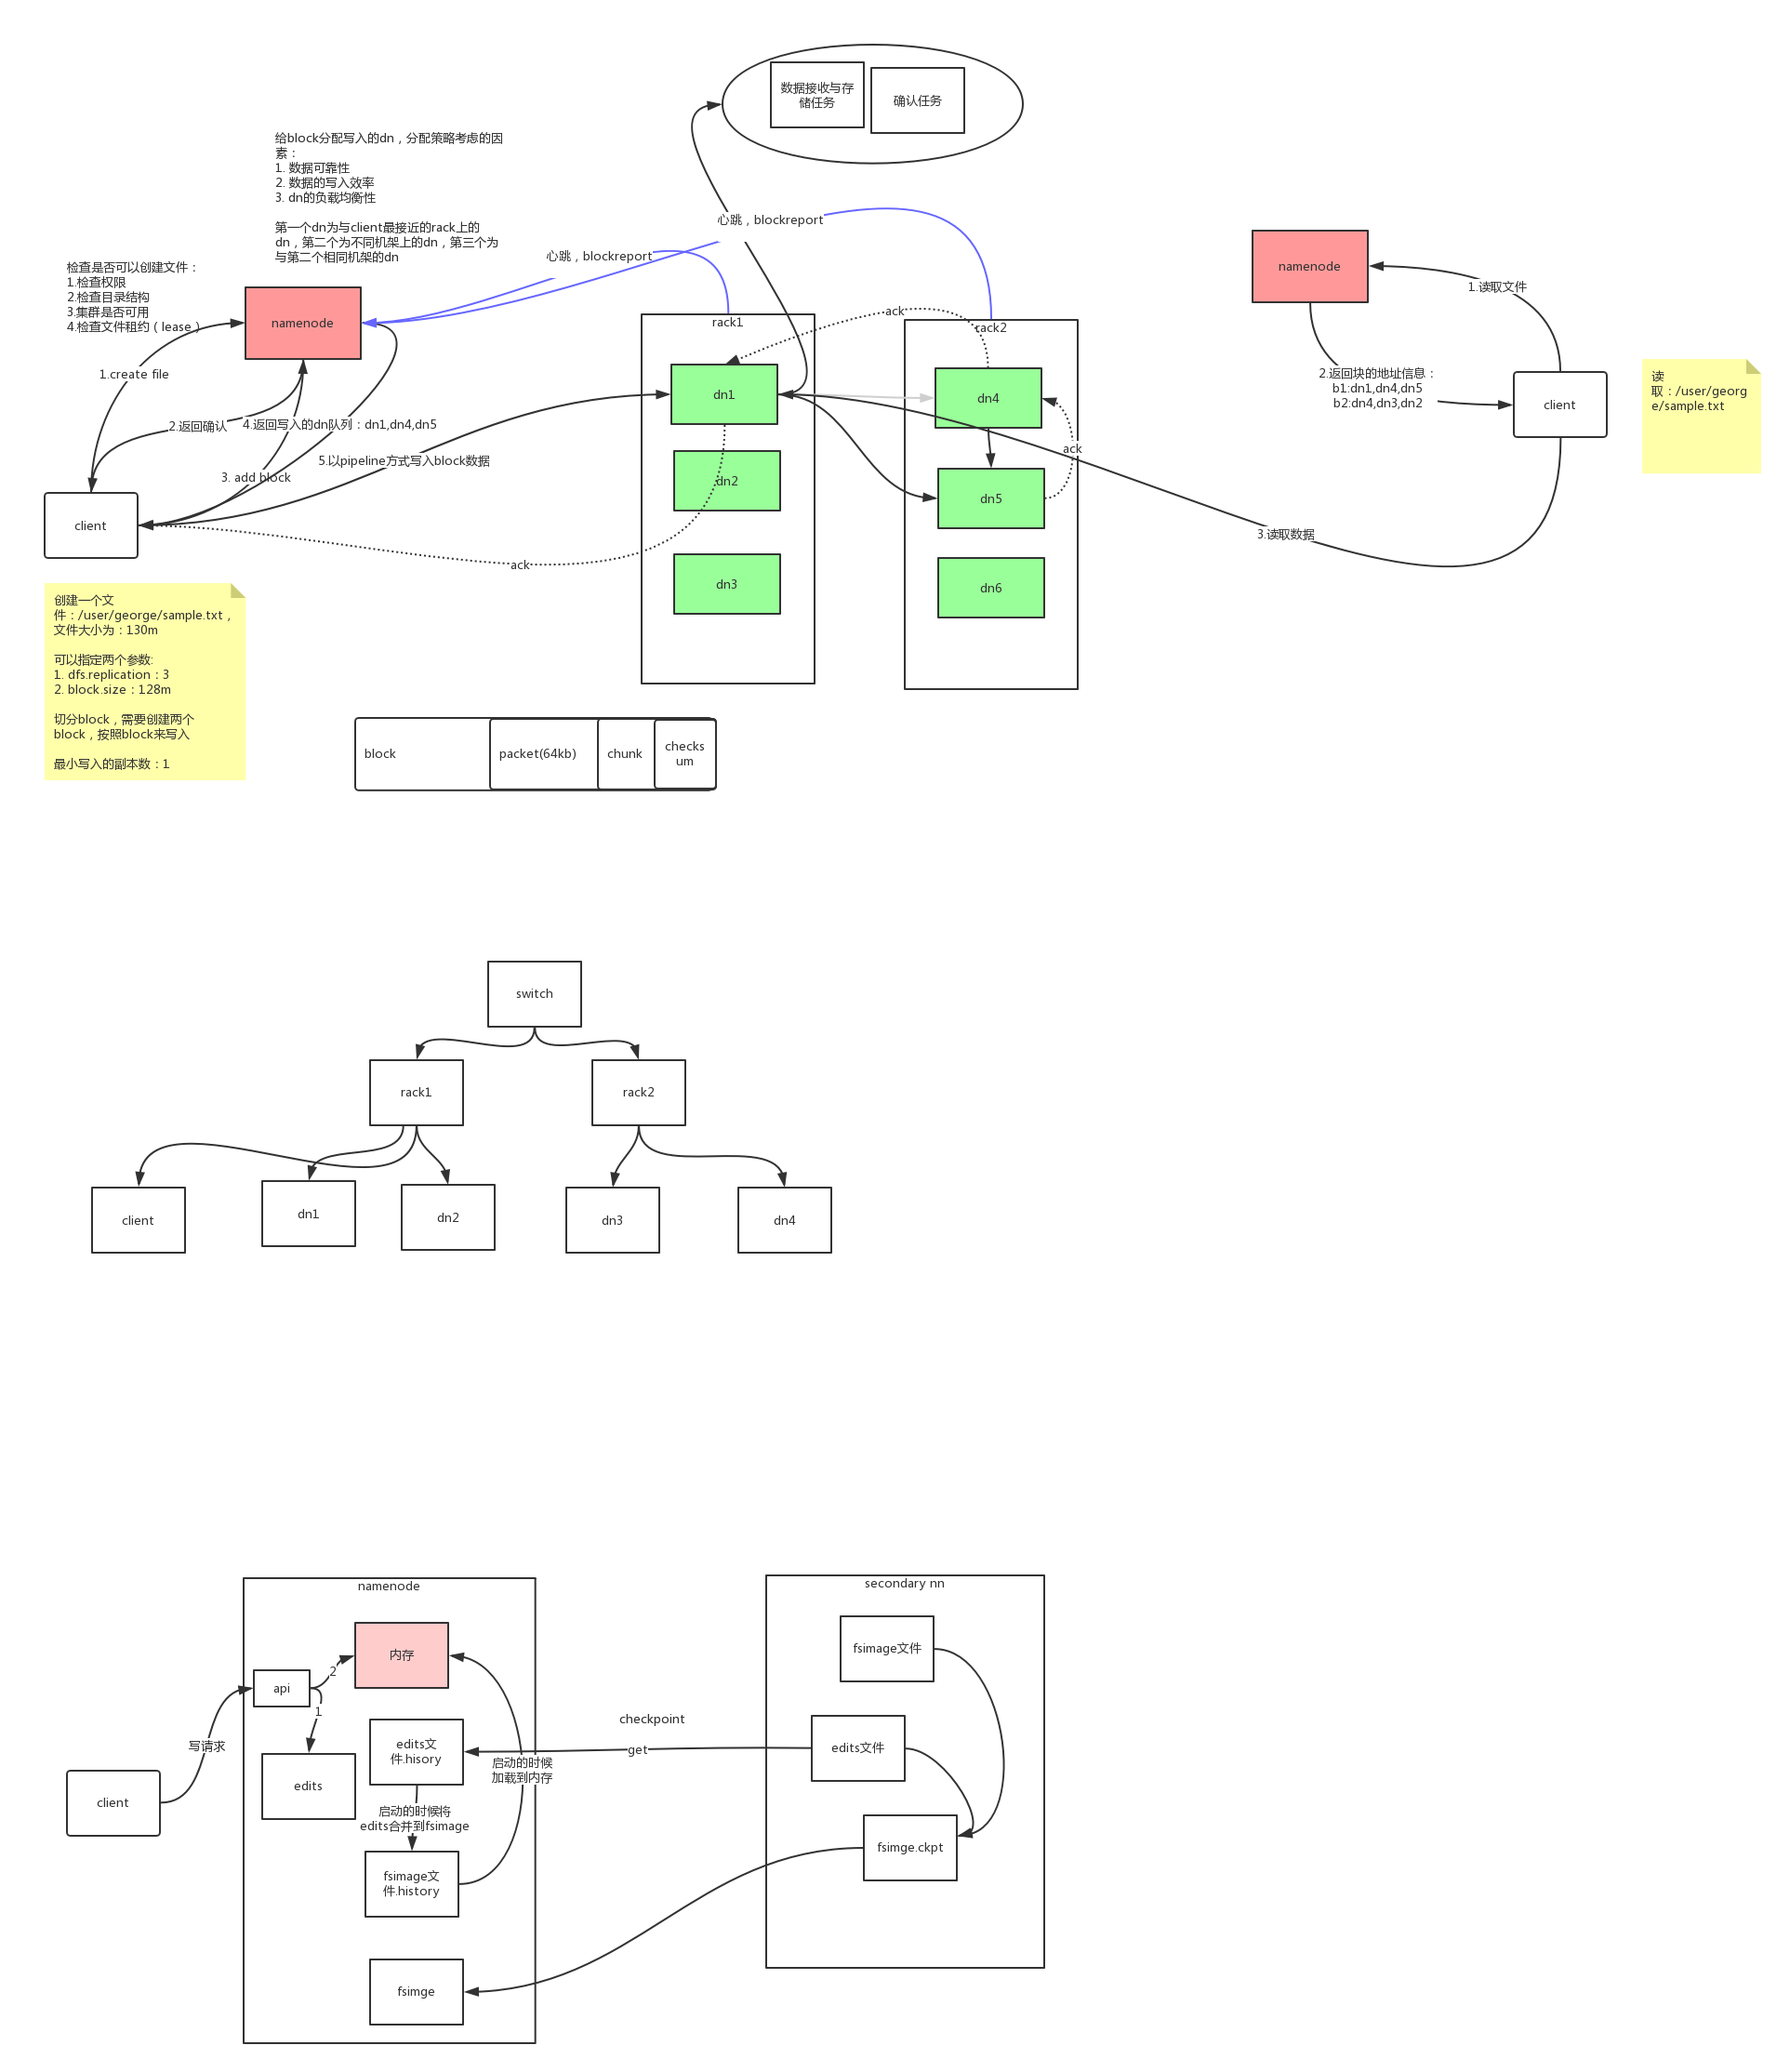 数据接收与存
储任务
确认任务
给block分配写入的dn，分配策略考虑的因
素：
1. 数据可靠性
2. 数据的写入效率
3. dn的负载均衡性
第一个dn为与client最接近的rack上的
dn，第二个为不同机架上的dn，第三个为
与第二个相同机架的dn
心跳，blockreport
心跳，blockreport
检查是否可以创建文件：
1.检查权限
2.检查目录结构
3.集群是否可用
4.检查文件租约（lease）
namenode
1.create file
2.返回确认
4.返回写入的dn队列：dn1,dn4,dn5
5.以pipeline方式写入block数据
3. add block
client
ack
rack1
dn1
dn2
dn3
ack
rack2
dn4
ack
dn5
dn6
namenode
1.读取文件
2.返回块的地址信息：
b1:dn1,dn4,dn5
b2:dn4,dn3,dn2
client
3.读取数据
读
取：/user/georg
e/sample.txt
创建一个文
件：/user/george/sample.txt，
文件大小为：130m
可以指定两个参数:
1. dfs.replication：3
2. block.size：128m
切分block，需要创建两个
block，按照block来写入
最小写入的副本数：1
block
packet(64kb)
chunk
checks
um
switch
rack1
rack2
client
dn1
dn2
dn3
dn4
namenode
内存
2
api
1
写请求
client
edits
edits文
件.hisory
启动的时候
加载到内存
启动的时候将
edits合并到fsimage
fsimage文
件.history
fsimge
checkpoint
get
secondary nn
fsimage文件
edits文件
fsimge.ckpt